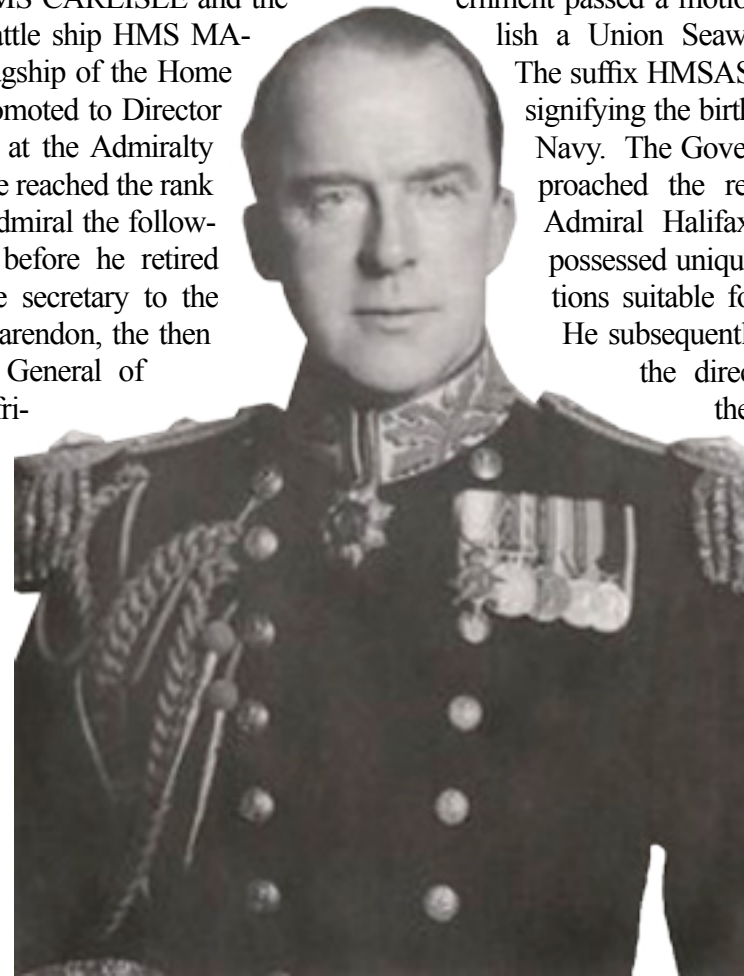 MS CARLISLE and the
attle ship HMS MA-
gship of the Home
omoted to Director
at the Admiralty
e reached the rank
dmiral the follow-
before he retired
e secretary to the
arendon, the then
General of
fri-
ernment passed a motio
lish a Union Seaw
The suffix HMSAS
signifying the birth
Navy. The Gove
proached the re
Admiral Halifax
possessed uniqu
tions suitable fo
He subsequentl
the direc
the